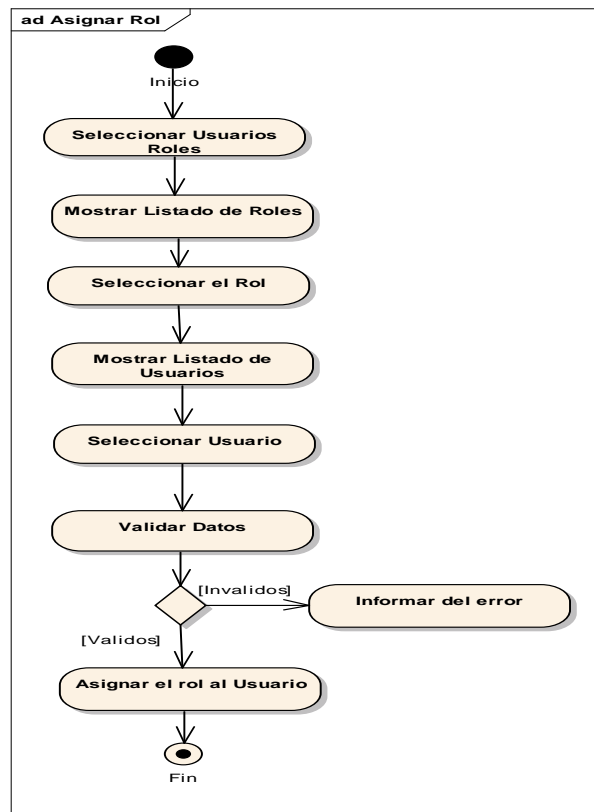 ad Asignar Rol
Inicio
Seleccionar Usuarios
Roles
Mostrar Listado de Roles
Seleccionar el Rol
Mostrar Listado de
Usuarios
Seleccionar Usuario
Validar Datos
[Invalidos]
Informar del error
[Validos]
Asignar el rol al Usuario
Fin